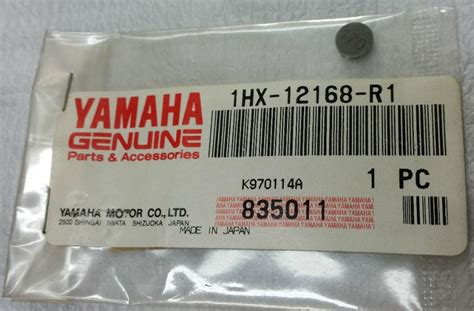 YAMAHA
GENUINE
Parts & Accessories
1HX-12168-R1
K970114A
1 PC
YAMAHA MOTOR CO., LTD.
2500 SHINGAI IWATA SHIZUOKA JAPAN
835011
MADE IN JAPAN